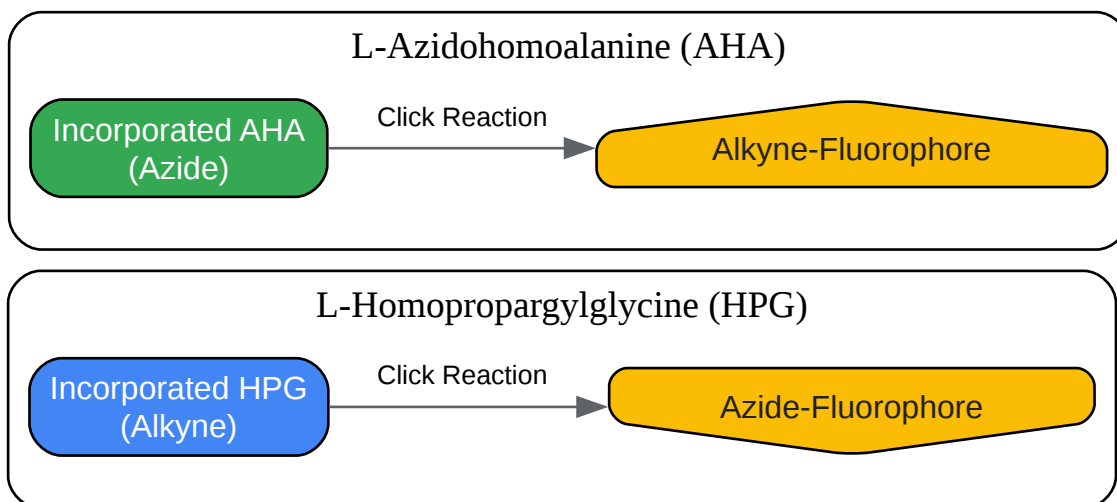 L-Azidohomoalanine (AHA)
Incorporated AHA
(Azide)
Click Reaction
Alkyne-Fluorophore
L-Homopropargylglycine (HPG)
Incorporated HPG
(Alkyne)
Click Reaction
Azide-Fluorophore